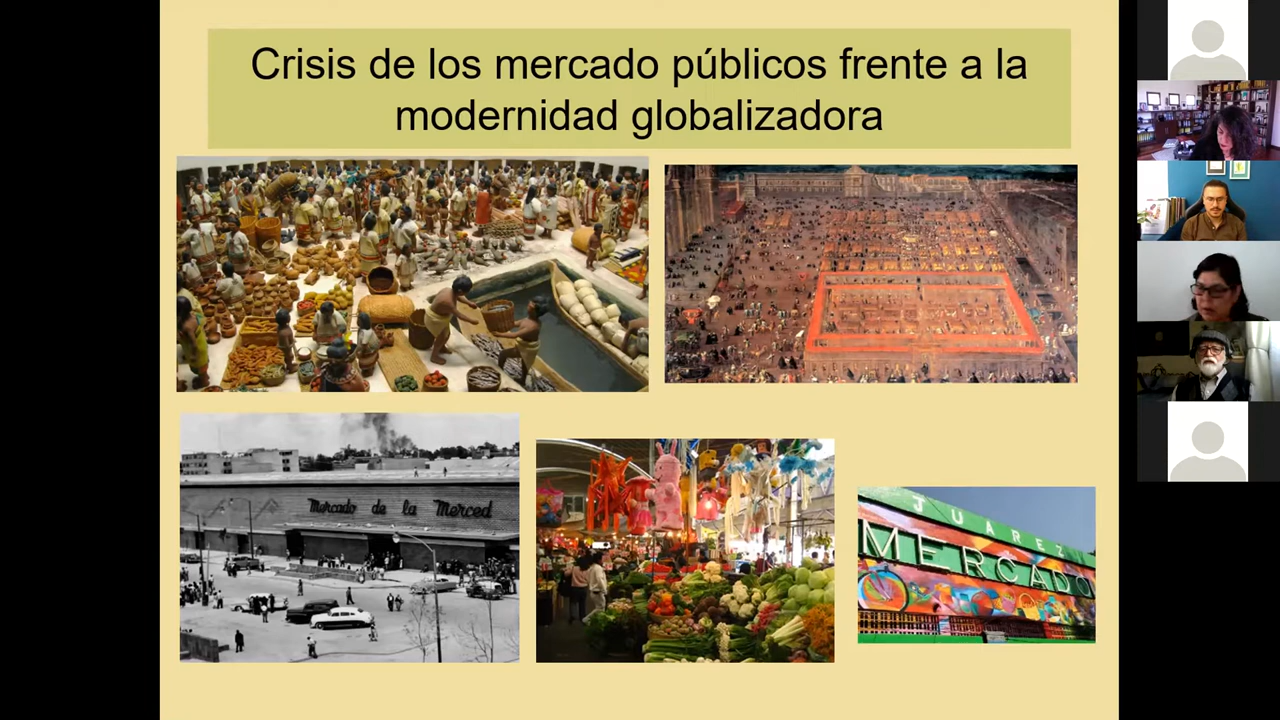 Crisis de los mercado públicos frente a la
modernidad globalizadora
Mercado de la Merced
JUAREZ
MERCADO